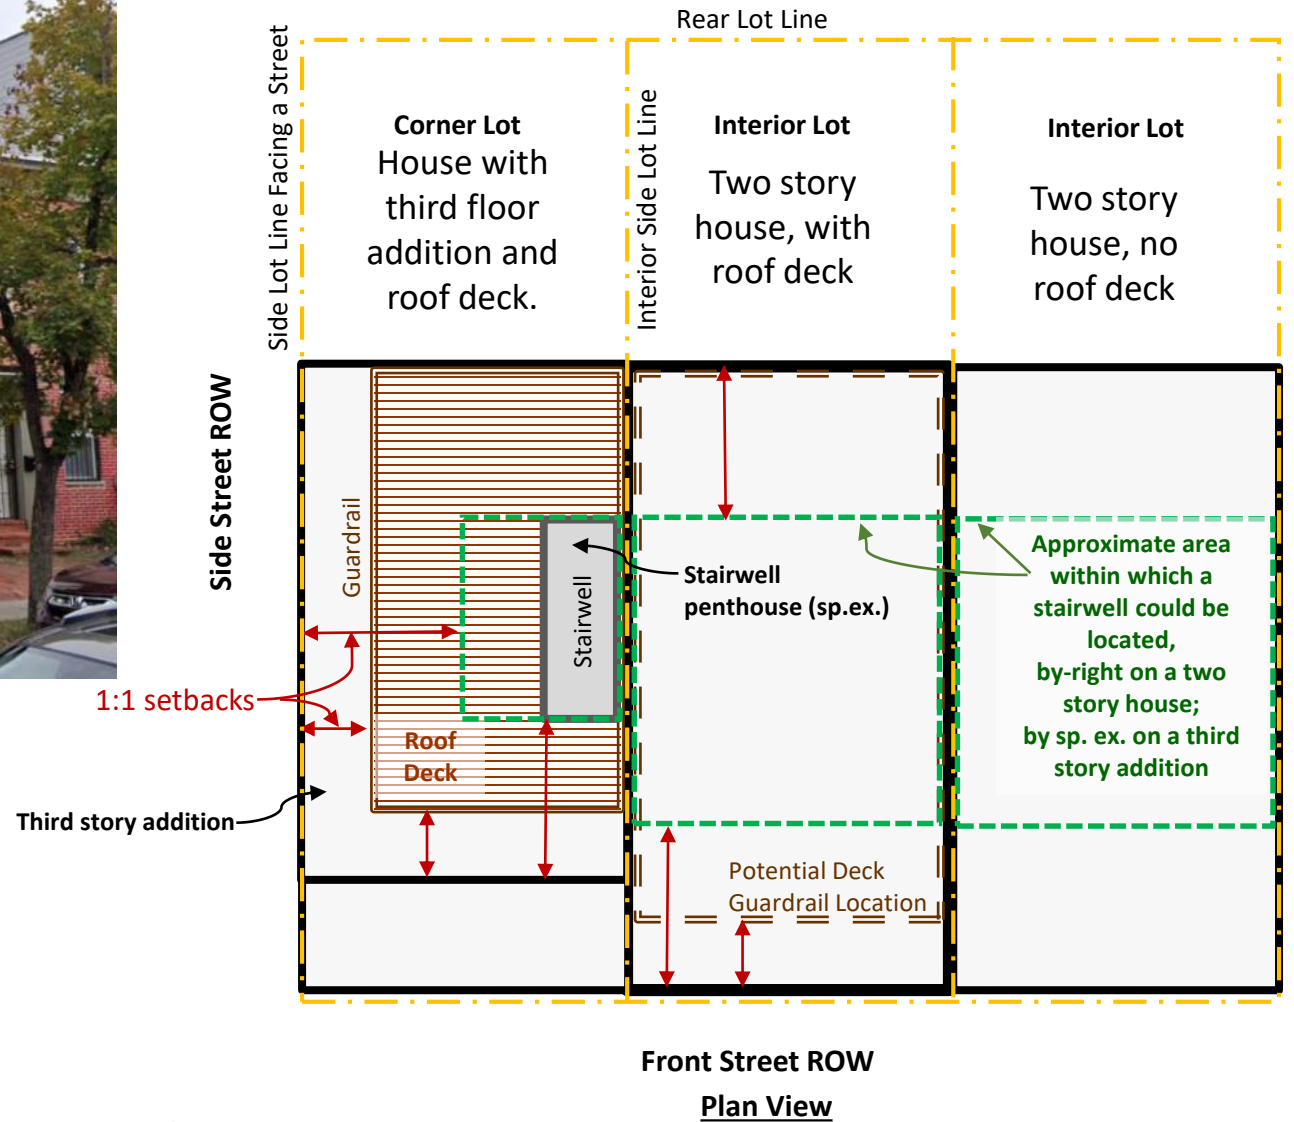 Rear Lot Line
Side Lot Line Facing a Street
Corner Lot
House with
third floor
addition and
roof deck.
Interior Side Lot Line
Interior Lot
Two story
house, with
roof deck
Interior Lot
Two story
house, no
roof deck
Side Street ROW
Guardrail
Stairwell
Stairwell
penthouse (sp.ex.)
Approximate area
within which a
stairwell could be
located,
by-right on a two
story house;
by sp. ex. on a third
story addition
1:1 setbacks
Roof
Deck
Third story addition
Potential Deck
Guardrail Location
Front Street ROW
Plan View